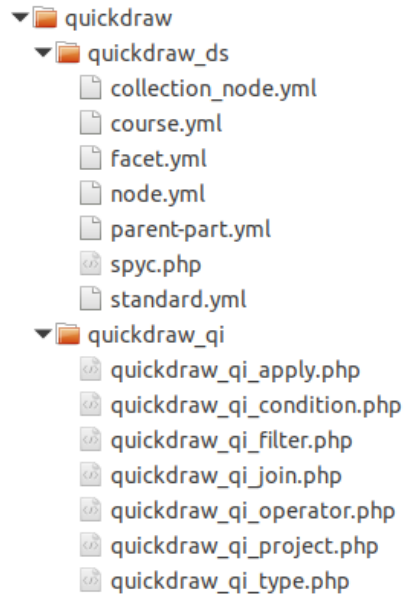 quickdraw
quickdraw_ds
collection_node.yml
course.yml
facet.yml
node.yml
parent-part.yml
spyc.php
standard.yml
quickdraw_qi
quickdraw_qi_apply.php
quickdraw_qi_condition.php
quickdraw_qi_filter.php
quickdraw_qi_join.php
quickdraw_qi_operator.php
quickdraw_qi_project.php
quickdraw_qi_type.php